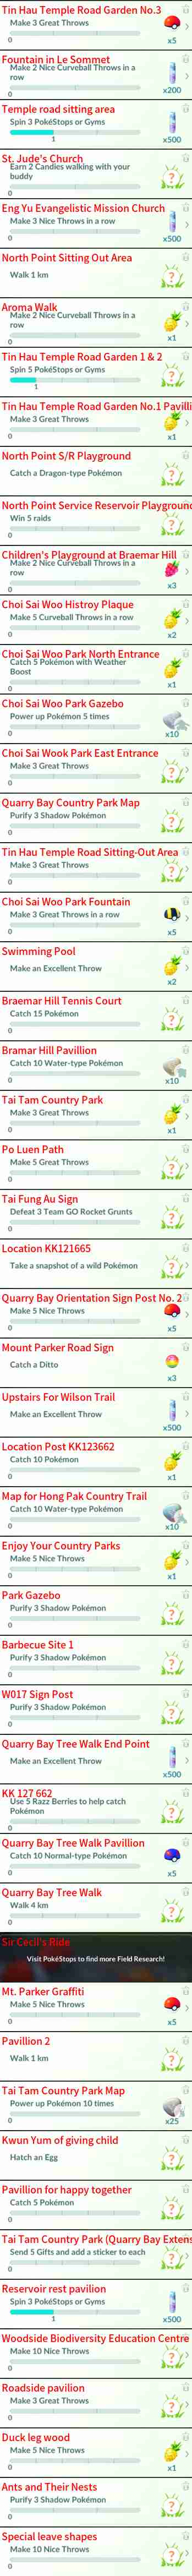 Tin Hau Temple Road Garden No.3
Make 3 Great Throws
0
x5
Fountain in Le Sommet
Make 2 Nice Curveball Throws in a
row
0
x200
Temple road sitting area
Spin 3 PokéStops or Gyms
1
x500
St. Jude's Church
Earn 2 Candies walking with your
buddy
0
?
Eng Yu Evangelistic Mission Church
Make 3 Nice Throws in a row
0
x500
North Point Sitting Out Area
Walk 1 km
?
Aroma Walk
Make 2 Nice Curveball Throws in a
row
0
x1
Tin Hau Temple Road Garden 1 & 2
Spin 5 PokéStops or Gyms
1
?
Tin Hau Temple Road Garden No.1 Pavilli
Make 3 Great Throws
0
x1
North Point S/R Playground
Catch a Dragon-type Pokémon
?
North Point Service Reservoir Playground
Win 5 raids
0
?
Children's Playground at Braemar Hill
Make 2 Nice Curveball Throws in a
row
0
x3
Choi Sai Woo Histroy Plaque
Make 5 Curveball Throws in a row
0
x2
Choi Sai Woo Park North Entrance
Catch 5 Pokémon with Weather
Boost
0
x1
Choi Sai Woo Park Gazebo
Power up Pokémon 5 times
0
x10
Choi Sai Wook Park East Entrance
Make 3 Great Throws
0
?
Quarry Bay Country Park Map
Purify 3 Shadow Pokémon
0
?
Tin Hau Temple Road Sitting-Out Area
Make 3 Great Throws
0
?
Choi Sai Woo Park Fountain
Make 3 Great Throws in a row
0
x5
Swimming Pool
Make an Excellent Throw
x2
Braemar Hill Tennis Court
Catch 15 Pokémon
0
?
Bramar Hill Pavillion
Catch 10 Water-type Pokémon
0
x10
Tai Tam Country Park
Make 3 Great Throws
0
x1
Po Luen Path
Make 5 Great Throws
0
?
Tai Fung Au Sign
Defeat 3 Team GO Rocket Grunts
0
?
Location KK121665
Take a snapshot of a wild Pokémon
?
Quarry Bay Orientation Sign Post No. 2
Make 5 Nice Throws
0
x5
Mount Parker Road Sign
Catch a Ditto
x3
Upstairs For Wilson Trail
Make an Excellent Throw
x500
Location Post KK123662
Catch 10 Pokémon
0
x1
Map for Hong Pak Country Trail
Catch 10 Water-type Pokémon
0
x10
Enjoy Your Country Parks
Make 5 Nice Throws
0
x1
Park Gazebo
Purify 3 Shadow Pokémon
0
?
Barbecue Site 1
Purify 3 Shadow Pokémon
0
?
W017 Sign Post
Purify 3 Shadow Pokémon
0
?
Quarry Bay Tree Walk End Point
Make an Excellent Throw
x500
KK 127 662
Use 5 Razz Berries to help catch
Pokémon
0
?
Quarry Bay Tree Walk Pavillion
Catch 10 Normal-type Pokémon
0
x5
Quarry Bay Tree Walk
Walk 4 km
0
?
Sir Cecil's Ride
Visit PokéStops to find more Field Research!
Mt. Parker Graffiti
Make 5 Nice Throws
0
x5
Pavillion 2
Walk 1 km
?
Tai Tam Country Park Map
Power up Pokémon 10 times
0
x25
Kwun Yum of giving child
Hatch an Egg
?
Pavillion for happy together
Catch 5 Pokémon
0
?
Tai Tam Country Park (Quarry Bay Extens
Send 5 Gifts and add a sticker to each
0
?
Reservoir rest pavilion
Spin 3 PokéStops or Gyms
1
x500
Woodside Biodiversity Education Centre
Make 10 Nice Throws
0
?
Roadside pavilion
Make 3 Great Throws
0
?
Duck leg wood
Make 5 Nice Throws
0
x1
Ants and Their Nests
Purify 3 Shadow Pokémon
0
?
Special leave shapes
Make 10 Nice Throws
0
?